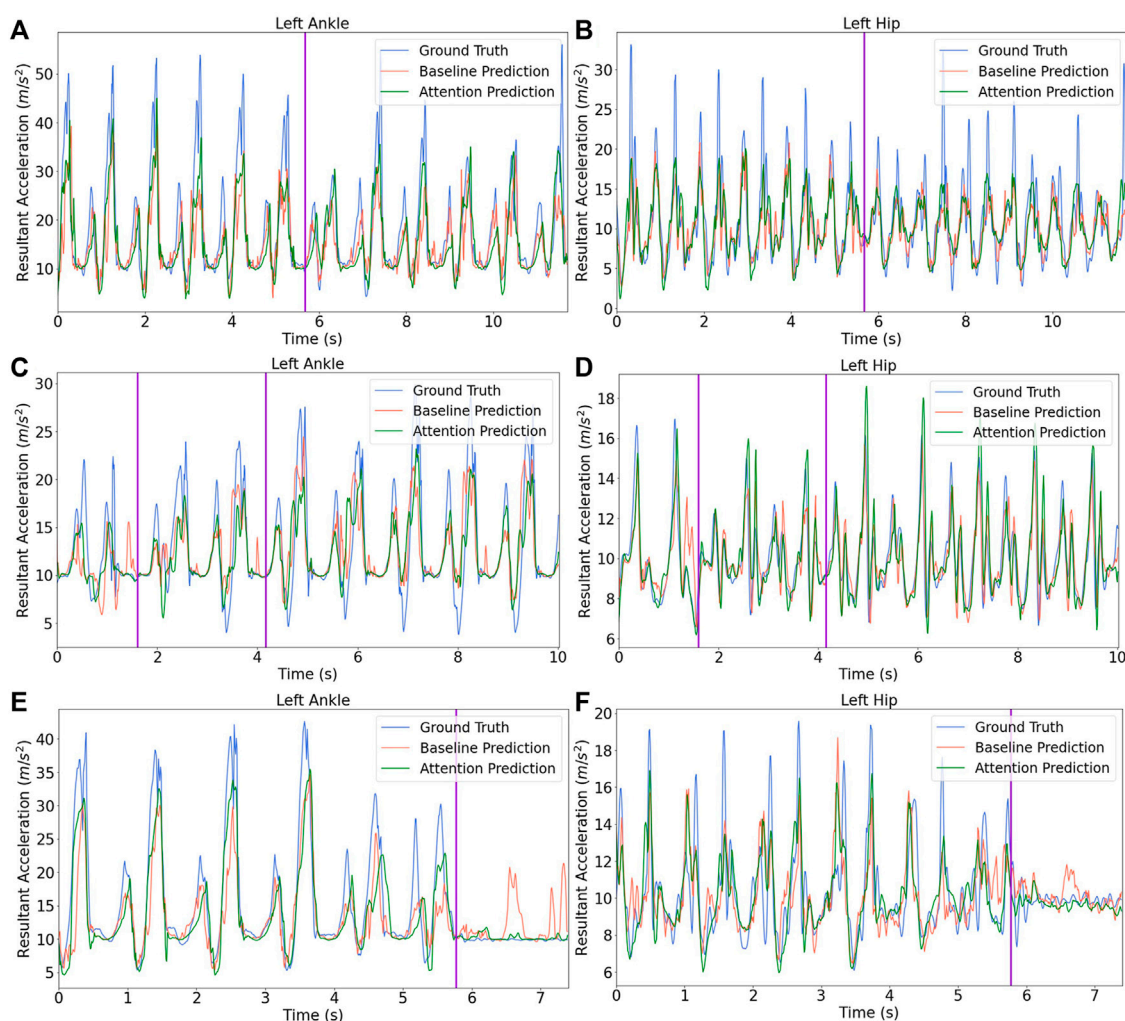 A
Left Ankle
Resultant Acceleration (m/s²)
50
40
30
20
10
Ground Truth
Baseline Prediction
Attention Prediction
0 2 4 6 8 10
Time (s)
B
Left Hip
Resultant Acceleration (m/s²)
30
25
20
15
10
5
0
Ground Truth
Baseline Prediction
Attention Prediction
0 2 4 6 8 10
Time (s)
C
Left Ankle
Resultant Acceleration (m/s²)
30
25
20
15
10
5
Ground Truth
Baseline Prediction
Attention Prediction
0 2 4 6 8 10
Time (s)
D
Left Hip
Resultant Acceleration (m/s²)
18
16
14
12
10
8
6
Ground Truth
Baseline Prediction
Attention Prediction
0 2 4 6 8 10
Time (s)
E
Left Ankle
Resultant Acceleration (m/s²)
40
35
30
25
20
15
10
5
Ground Truth
Baseline Prediction
Attention Prediction
0 1 2 3 4 5 6 7
Time (s)
F
Left Hip
Resultant Acceleration (m/s²)
20
18
16
14
12
10
8
6
Ground Truth
Baseline Prediction
Attention Prediction
0 1 2 3 4 5 6 7
Time (s)